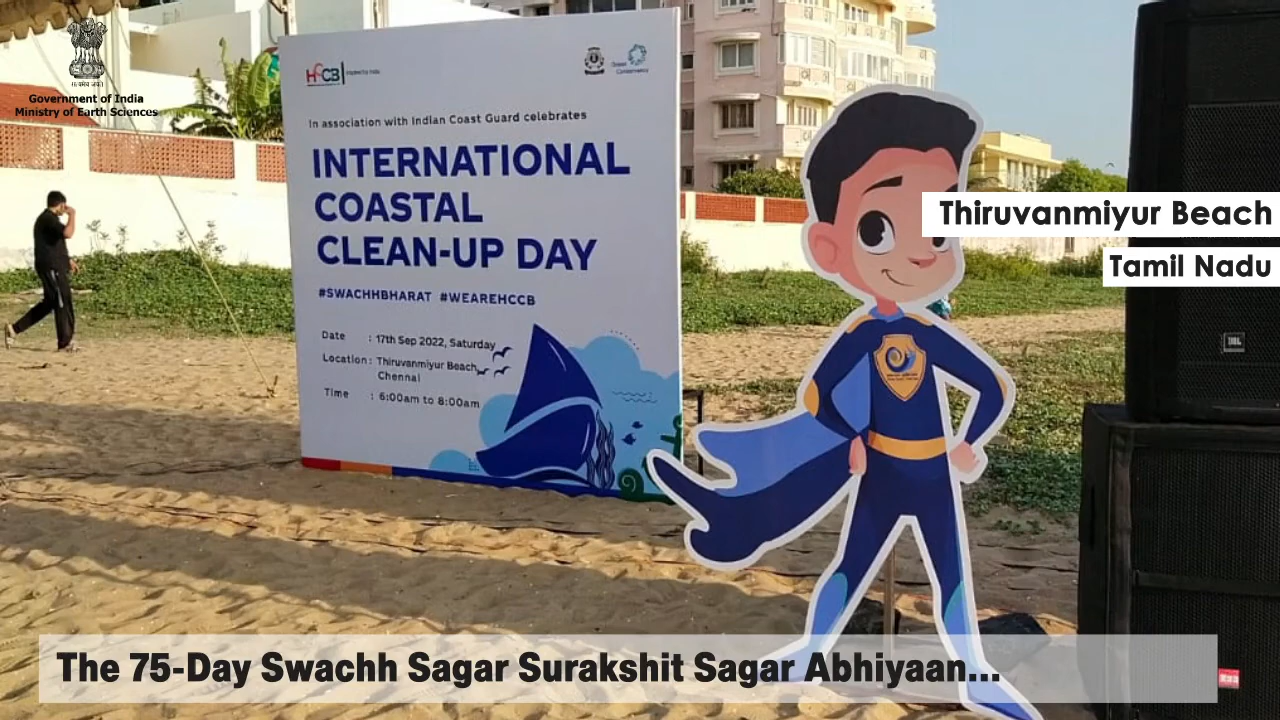 Government of India
Ministry of Earth Sciences
HCCB
In association with Indian Coast Guard celebrates
INTERNATIONAL
COASTAL
CLEAN-UP DAY
#SWACHHBHARAT #WEAREHCCB
Date : 17th Sep 2022, Saturday
Location : Thiruvanmiyur Beach,
Chennai
Time : 6:00am to 8:00am
Ocean
Conservancy
Thiruvanmiyur Beach
Tamil Nadu
JBL
The 75-Day Swachh Sagar Surakshit Sagar Abhiyaan...